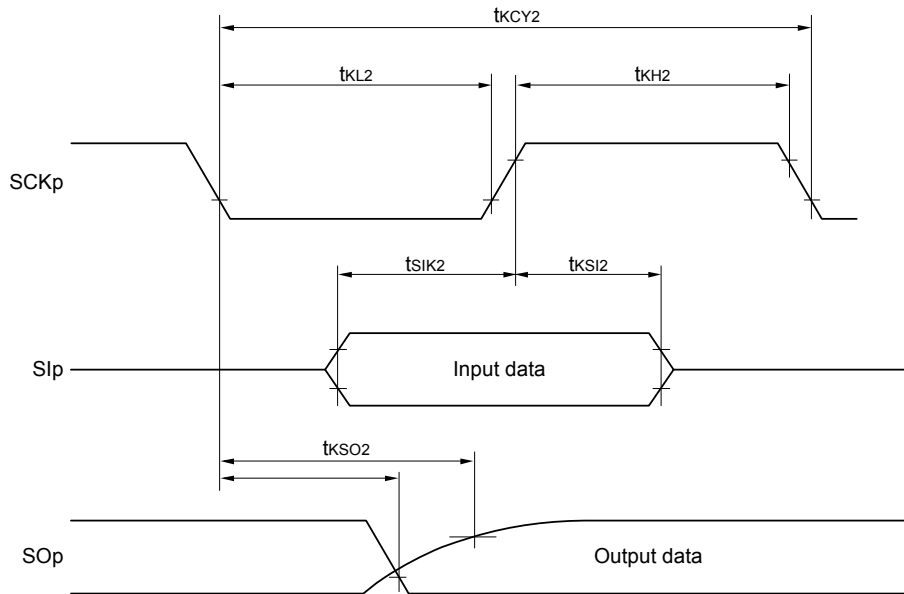 tKCY2
tKL2
tKH2
SCKp
tSIK2
tKSI2
SIp
Input data
tKSO2
SOp
Output data